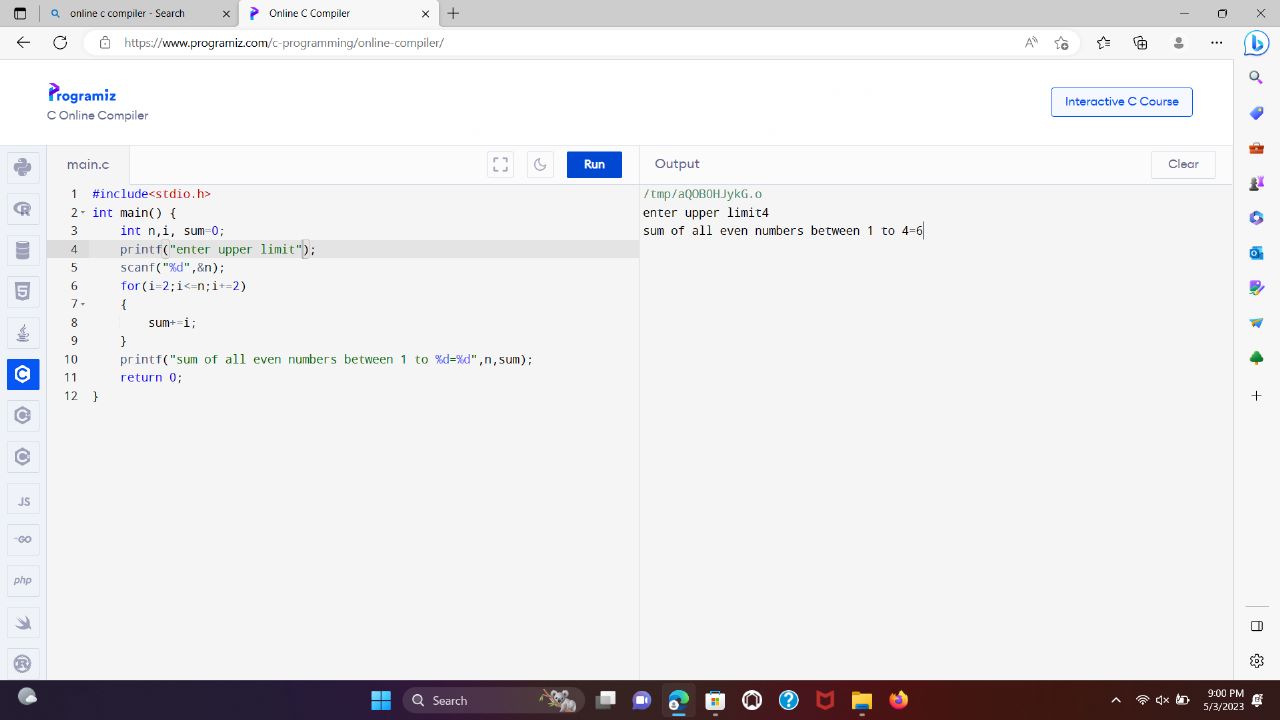 online c compiler - Search
Online C Compiler
https://www.programiz.com/c-programming/online-compiler/
Programiz
C Online Compiler
Interactive C Course
main.c
Run
Output
Clear
1 #include<stdio.h>
2 int main() {
3 int n,i, sum=0;
4 printf("enter upper limit");
5 scanf("%d",&n);
6 for(i=2;i<=n;i+=2)
7 {
8 sum+=i;
9 }
10 printf("sum of all even numbers between 1 to %d=%d",n,sum);
11 return 0;
12 }
/tmp/aQOBOHJykG.o
enter upper limit4
sum of all even numbers between 1 to 4=6
JS
GO
php
Search
9:00 PM
5/3/2023